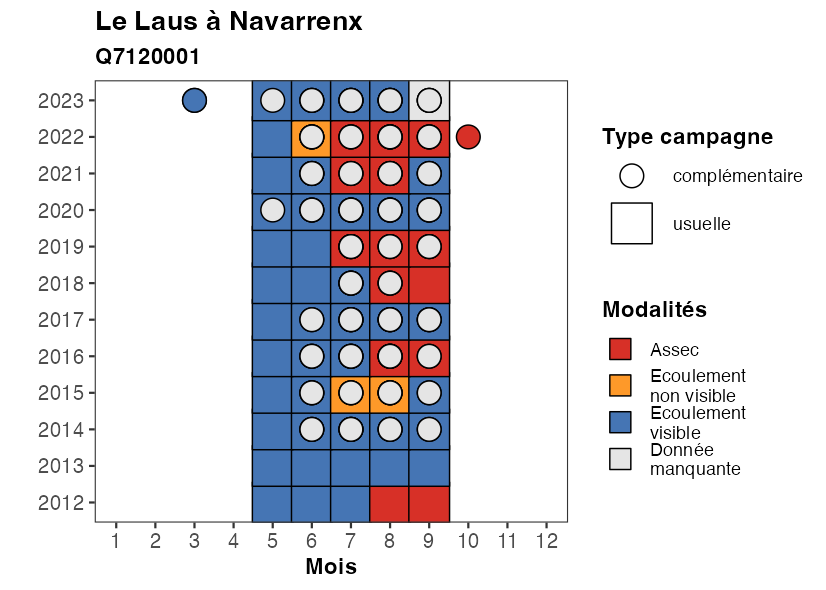 Le Laus à Navarrenx
Q7120001
2023
2022
2021
2020
2019
2018
2017
2016
2015
2014
2013
2012
1 2 3 4 5 6 7 8 9 10 11 12
Mois
Type campagne
complémentaire
usuelle
Modalités
Assec
Ecoulement
non visible
Ecoulement
visible
Donnée
manquante